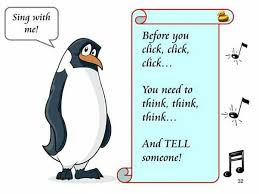 Sing with
me!
Before you
click, click,
click…
You need to
think, think,
think…
And TELL
someone!
32